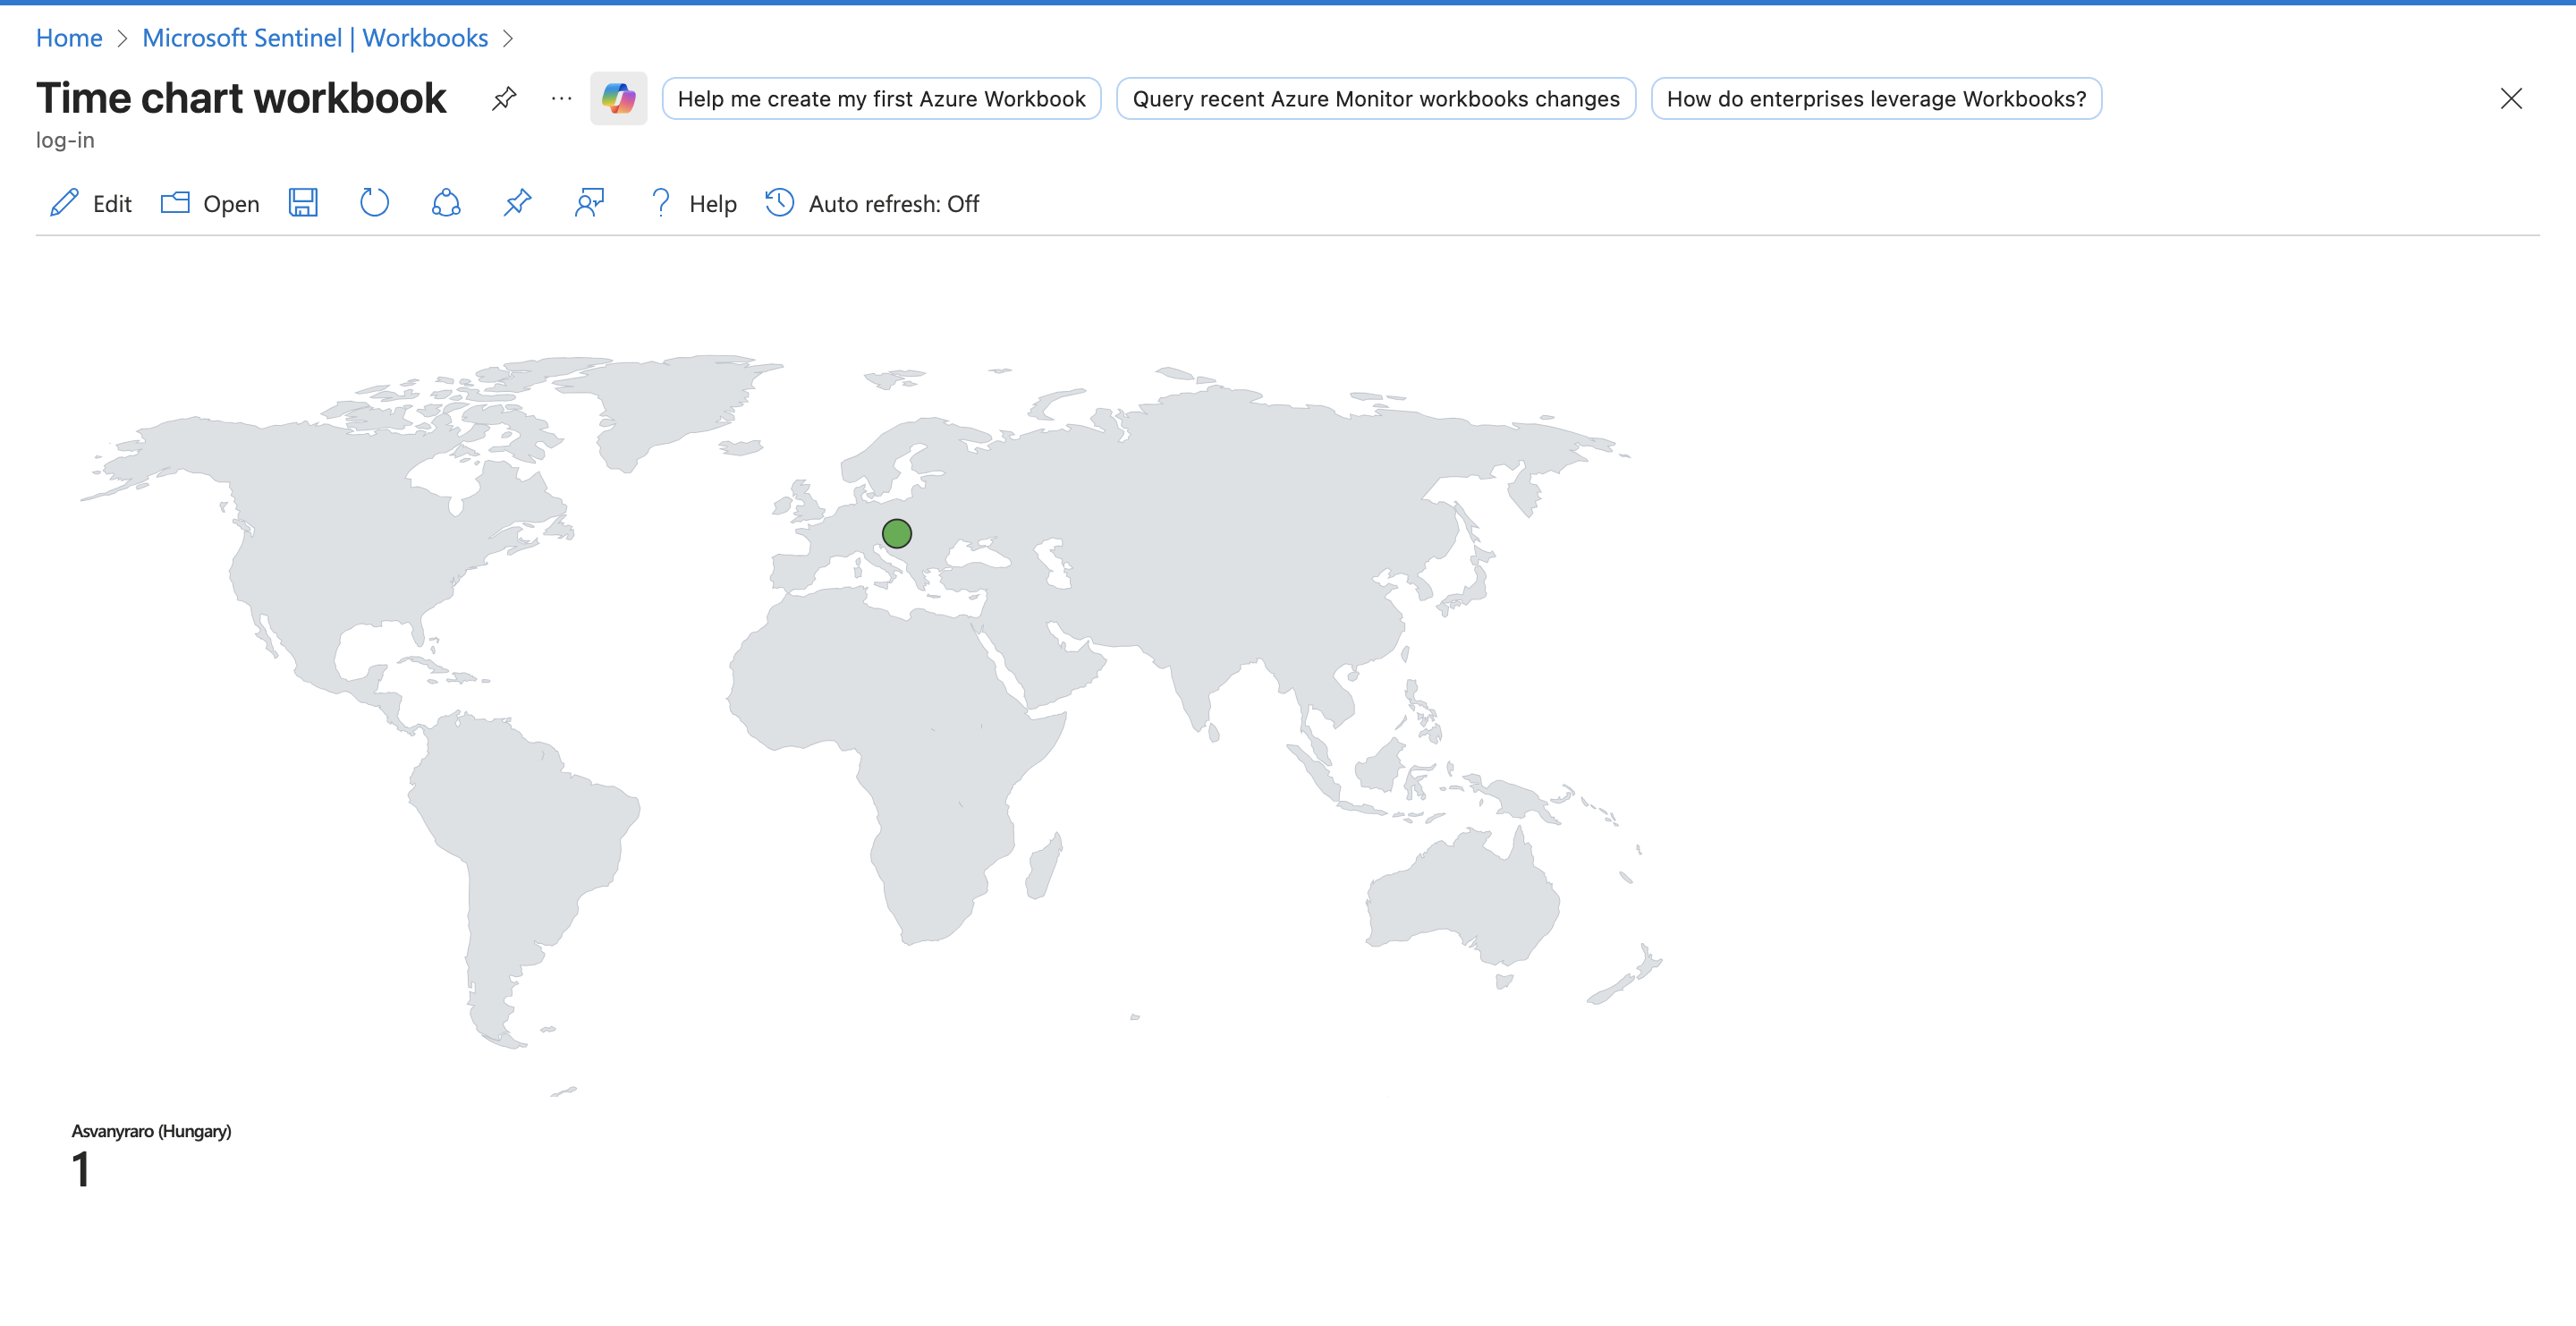 Home > Microsoft Sentinel | Workbooks >
Time chart workbook ... Help me create my first Azure Workbook Query recent Azure Monitor workbooks changes How do enterprises leverage Workbooks?
log-in
Edit Open ? Help Auto refresh: Off
Asvanyraro (Hungary)
1